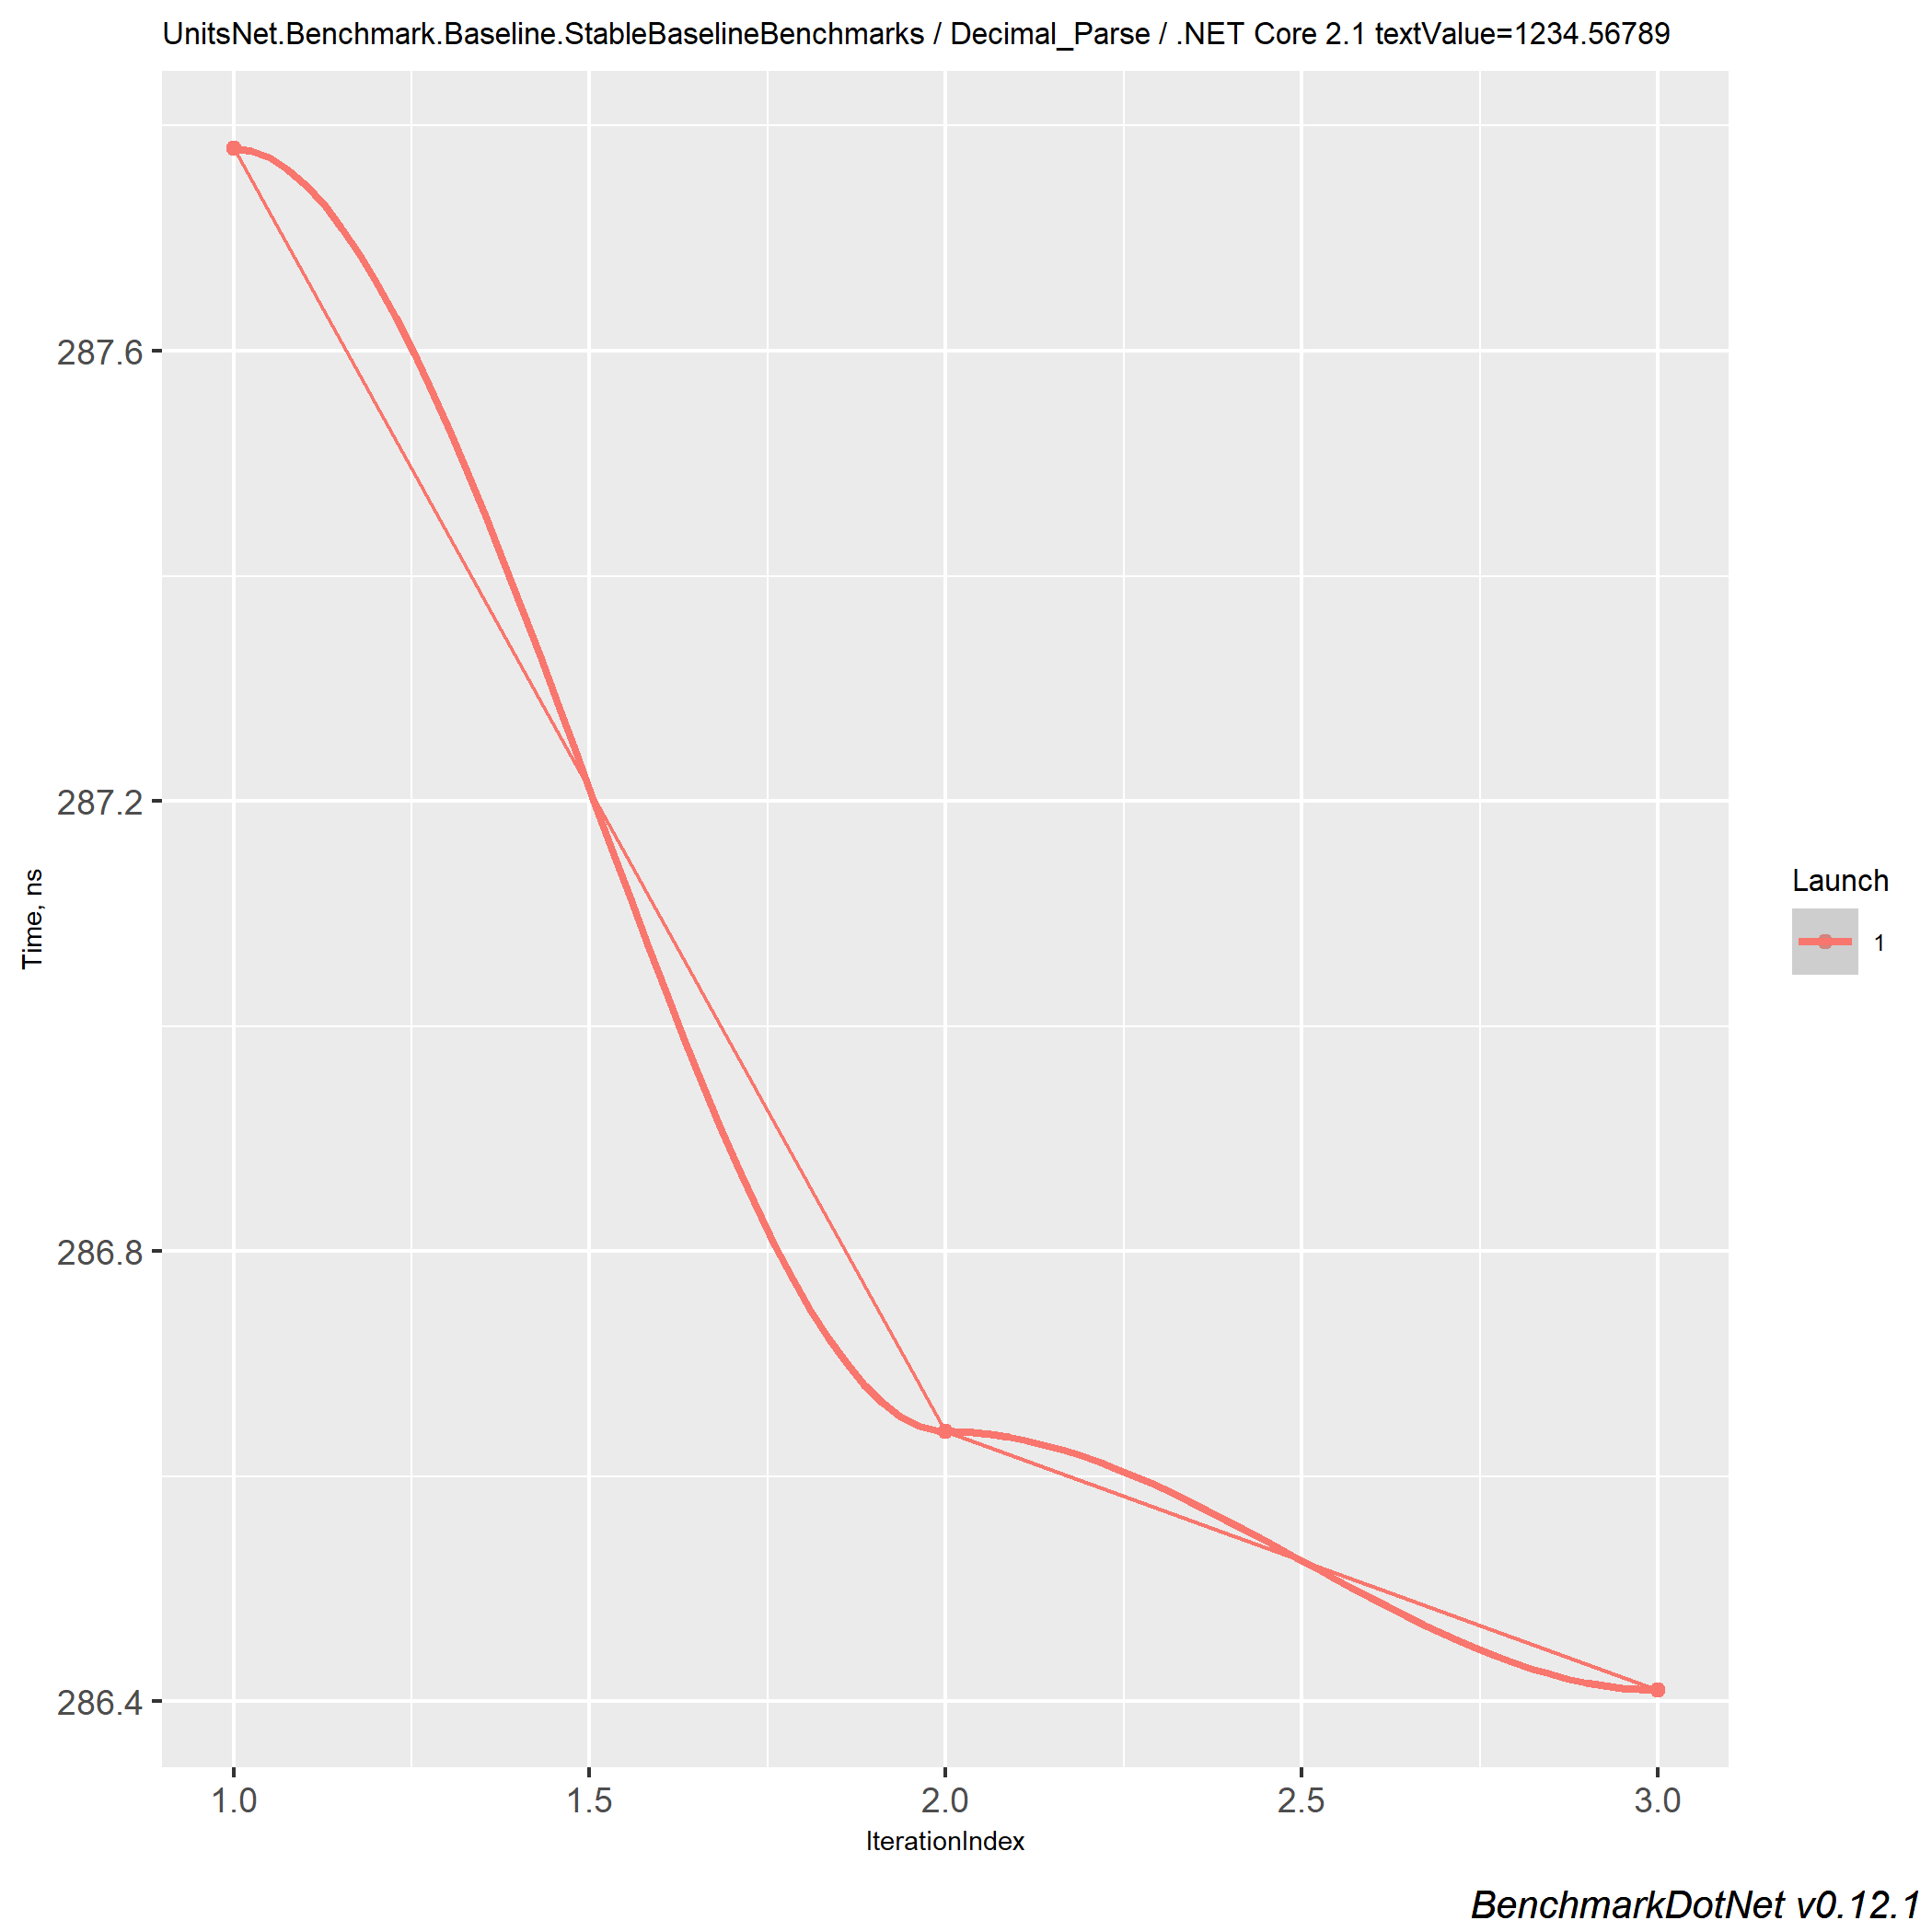 UnitsNet.Benchmark.Baseline.StableBaselineBenchmarks / Decimal_Parse / .NET Core 2.1 textValue=1234.56789
287.6
287.2
286.8
286.4
Time, ns
1.0 1.5 2.0 2.5 3.0
IterationIndex
Launch
1
BenchmarkDotNet v0.12.1